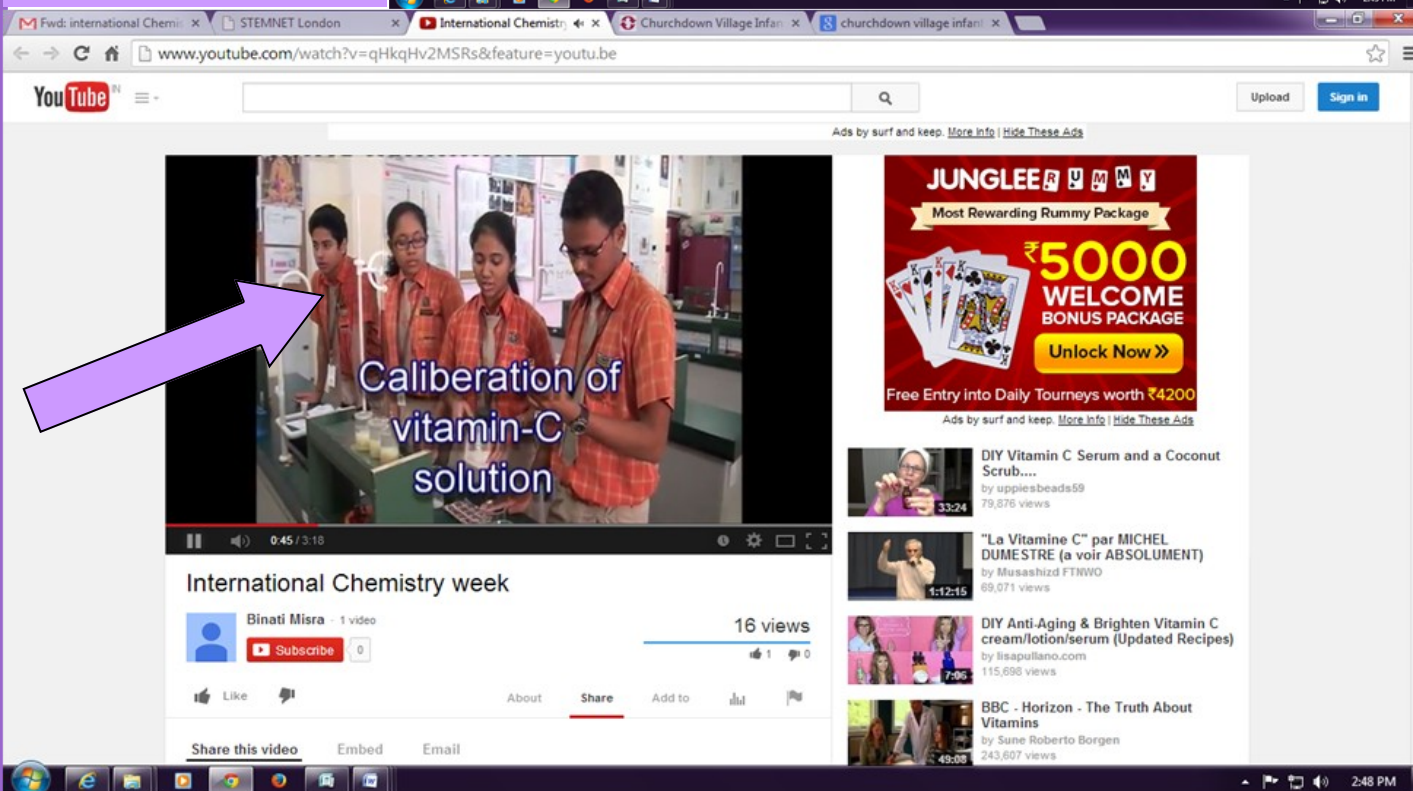 Fwd: international Chemis
STEMNET London
International Chemistry
Churchdown Village Infan
churchdown village infant
www.youtube.com/watch?v=qHkqHv2MSRs&feature=youtu.be
YouTube IN
Upload
Sign in
Ads by surf and keep. More Info | Hide These Ads
Caliberation of
vitamin-C
solution
0:45 / 3:18
JUNGLEE RUMMY
Most Rewarding Rummy Package
₹5000
WELCOME
BONUS PACKAGE
Unlock Now »
Free Entry into Daily Tourneys worth ₹4200
Ads by surf and keep. More Info | Hide These Ads
International Chemistry week
Binati Misra · 1 video
Subscribe 0
16 views
1 0
Like
About Share Add to
Share this video Embed Email
DIY Vitamin C Serum and a Coconut
Scrub....
by uppiesbeads59
79,876 views
33:24
"La Vitamine C" par MICHEL
DUMESTRE (a voir ABSOLUMENT)
by Musashizd FTNWO
69,071 views
1:12:15
DIY Anti-Aging & Brighten Vitamin C
cream/lotion/serum (Updated Recipes)
by lisapullano.com
115,698 views
7:06
BBC - Horizon - The Truth About
Vitamins
by Sune Roberto Borgen
243,607 views
49:08
2:48 PM